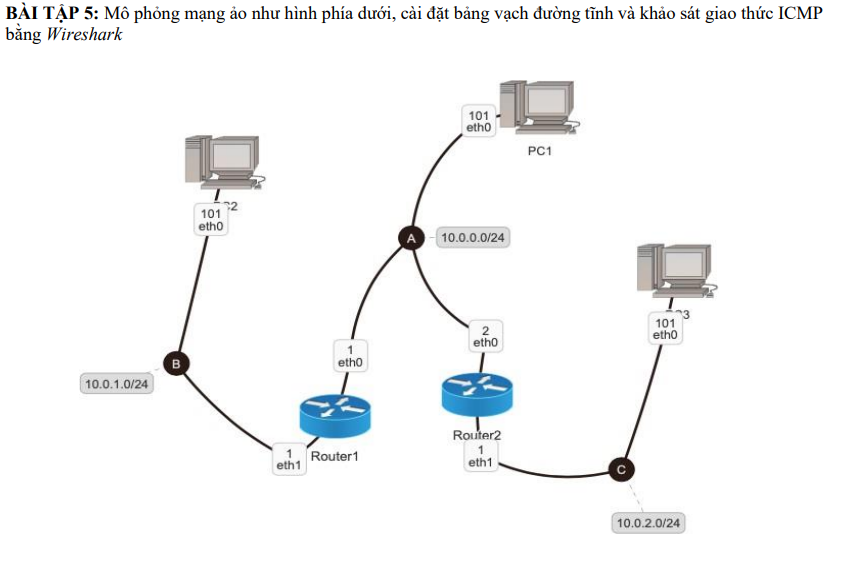 BÀI TẬP 5: Mô phỏng mạng ảo như hình phía dưới, cài đặt bảng vạch đường tĩnh và khảo sát giao thức ICMP
bằng Wireshark
101
eth0
PC1
101
eth0
A
10.0.0.0/24
101
eth0
2
eth0
1
eth0
B
10.0.1.0/24
Router2
1
eth1
Router1
1
eth1
C
10.0.2.0/24